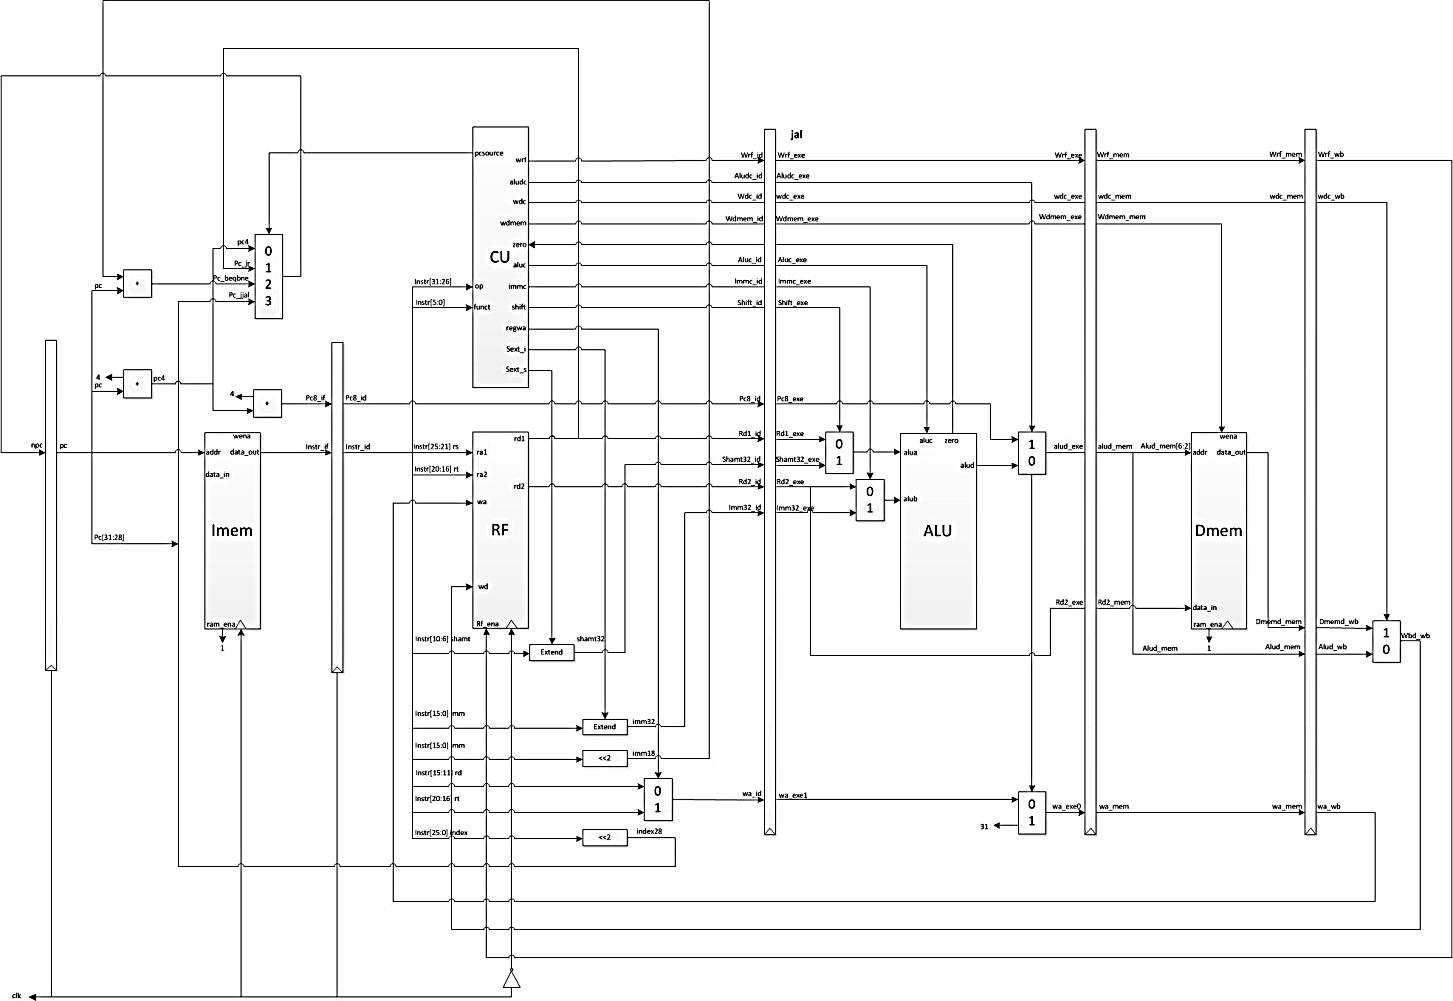 jal
pcsource
wrf
Wrf_id
Wrf_exe
Wrf_exe
Wrf_mem
Wrf_mem
Wrf_wb
aludc
Aludc_id
Aludc_exe
wdc
Wdc_id
wdc_exe
wdc_exe
wdc_mem
wdc_mem
wdc_wb
wdmem
Wdmem_id
Wdmem_exe
Wdmem_exe
Wdmem_mem
zero
CU
aluc
Aluc_id
Aluc_exe
op
immc
Immc_id
Immc_exe
funct
shift
Shift_id
Shift_exe
regwa
Sext_i
Sext_s
Instr[31:26]
Instr[5:0]
pc4
Pc_jr
Pc_beqbne
Pc_jjal
0
1
2
3
pc
+
4
pc
+
pc4
4
+
Pc8_if
Pc8_id
Pc8_id
Pc8_exe
npc
pc
wena
addr
data_out
data_in
Imem
ram_ena
1
Pc[31:28]
Instr_if
Instr_id
Instr[25:21] rs
Instr[20:16] rt
ra1
ra2
wa
wd
rd1
rd2
RF
Rf_ena
Rd1_id
Rd1_exe
Shamt32_id
Shamt32_exe
Rd2_id
Rd2_exe
Imm32_id
Imm32_exe
0
1
0
1
aluc
zero
alua
alub
alud
ALU
1
0
alud_exe
alud_mem
Alud_mem[6:2]
wena
addr
data_out
Dmem
data_in
ram_ena
1
Rd2_exe
Rd2_mem
Dmemd_mem
Dmemd_wb
Alud_mem
Alud_mem
Alud_wb
1
0
Wbd_wb
Instr[10:6] shamt
Extend
shamt32
Instr[15:0] mm
Extend
imm32
Instr[15:0] mm
<<2
imm18
Instr[15:11] rd
Instr[20:16] rt
0
1
wa_id
wa_exe1
0
1
31
wa_exe0
wa_mem
wa_mem
wa_wb
Instr[25:0] index
<<2
index28
clk